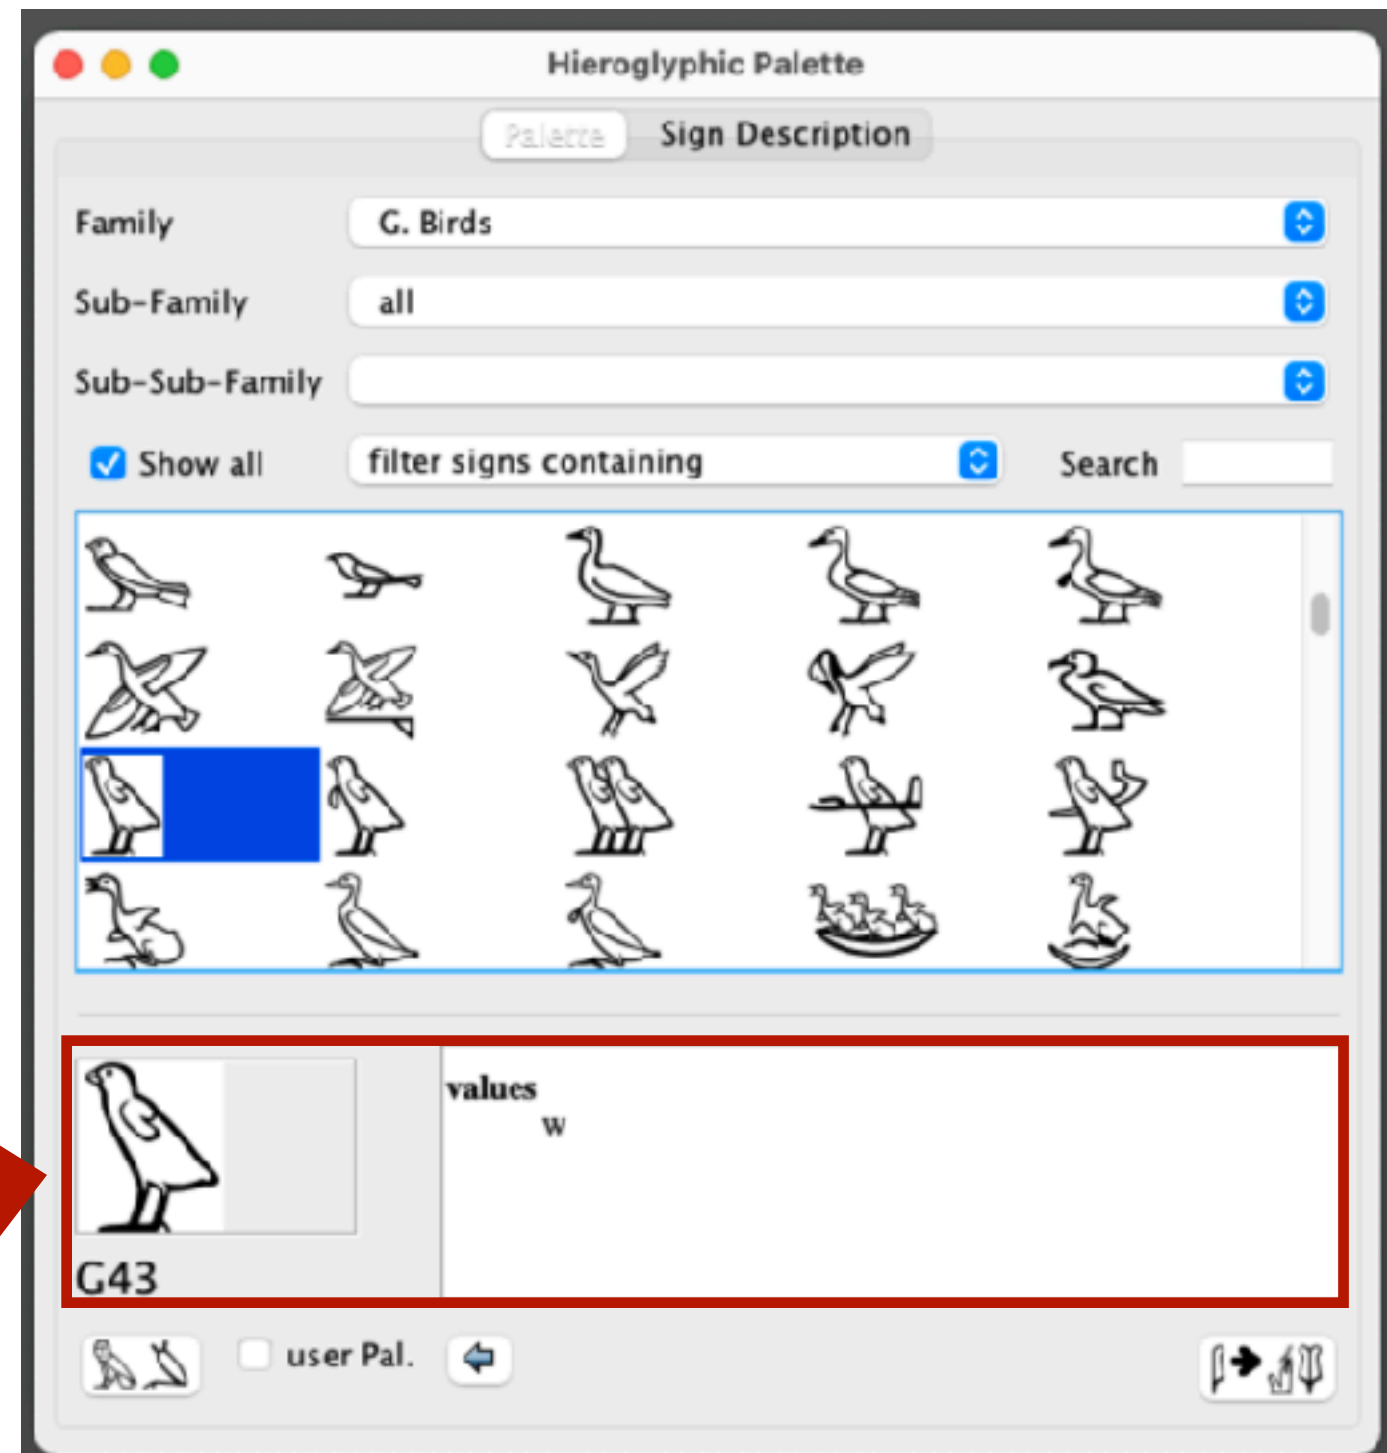 Hieroglyphic Palette
Palette Sign Description
Family G. Birds
Sub-Family all
Sub-Sub-Family
Show all filter signs containing Search
values
w
G43
user Pal.